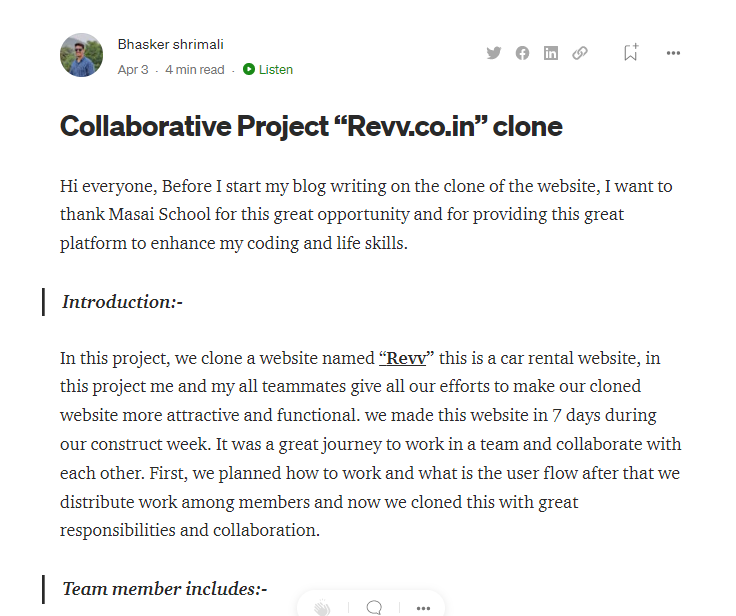 Bhasker shrimali
Apr 3 · 4 min read · Listen
Collaborative Project “Revv.co.in” clone
Hi everyone, Before I start my blog writing on the clone of the website, I want to
thank Masai School for this great opportunity and for providing this great
platform to enhance my coding and life skills.
Introduction:-
In this project, we clone a website named “Revv” this is a car rental website, in
this project me and my all teammates give all our efforts to make our cloned
website more attractive and functional. we made this website in 7 days during
our construct week. It was a great journey to work in a team and collaborate with
each other. First, we planned how to work and what is the user flow after that we
distribute work among members and now we cloned this with great
responsibilities and collaboration.
Team member includes:-